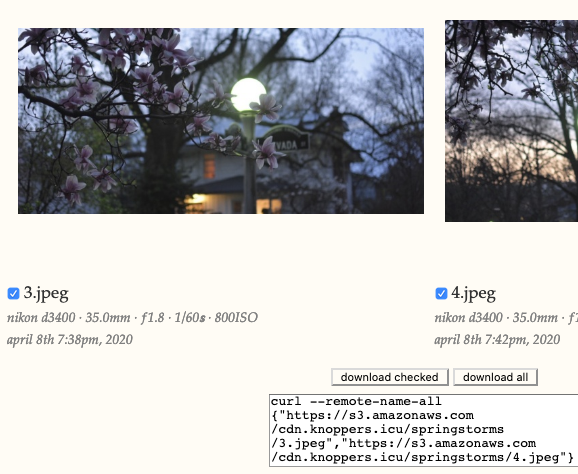 VADA
3.jpeg
nikon d3400 · 35.0mm · ƒ1.8 · 1/60s · 800ISO
april 8th 7:38pm, 2020
4.jpeg
nikon d3400 · 35.0mm ·
april 8th 7:42pm, 2020
download checked
download all
curl --remote-name-all
{"https://s3.amazonaws.com
/cdn.knoppers.icu/springstorms
/3.jpeg","https://s3.amazonaws.com
/cdn.knoppers.icu/springstorms/4.jpeg"}